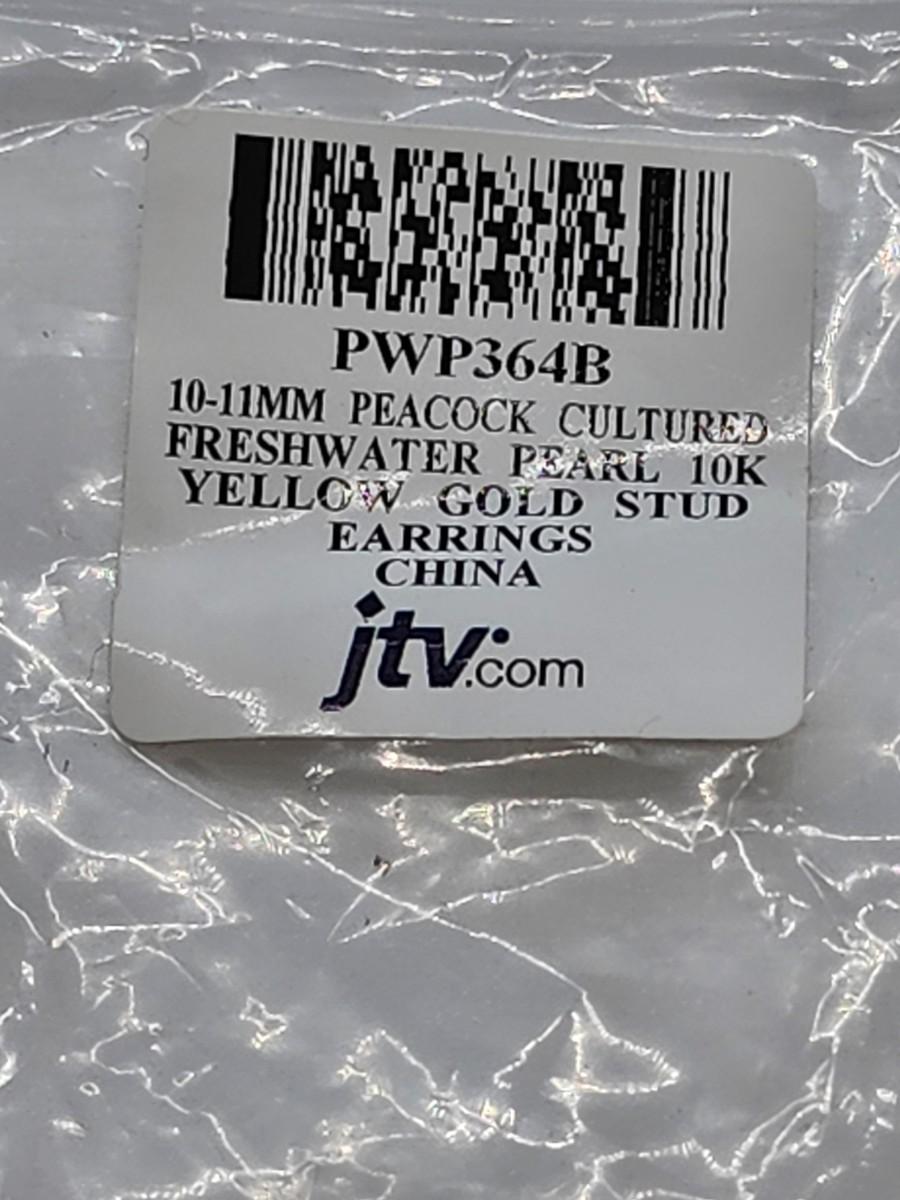 PWP364B
10-11MM PEACOCK CULTURED
FRESHWATER PEARL 10K
YELLOW GOLD STUD
EARRINGS
CHINA
jtv.com